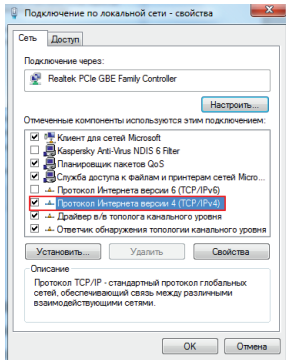 Подключение по локальной сети - свойства
Сеть
Доступ
Подключение через:
Realtek PCIe GBE Family Controller
Настроить...
Отмеченные компоненты используются этим подключением:
Клиент для сетей Microsoft
Kaspersky Anti-Virus NDIS 6 Filter
Планировщик пакетов QoS
Служба доступа к файлам и принтерам сетей Micro...
Протокол Интернета версии 6 (TCP/IPv6)
Протокол Интернета версии 4 (TCP/IPv4)
Драйвер в/в тополога канального уровня
Ответчик обнаружения топологии канального уровня
Установить...
Удалить
Свойства
Описание
Протокол TCP/IP - стандартный протокол глобальных
сетей, обеспечивающий связь между различными
взаимодействующими сетями.
OK
Отмена